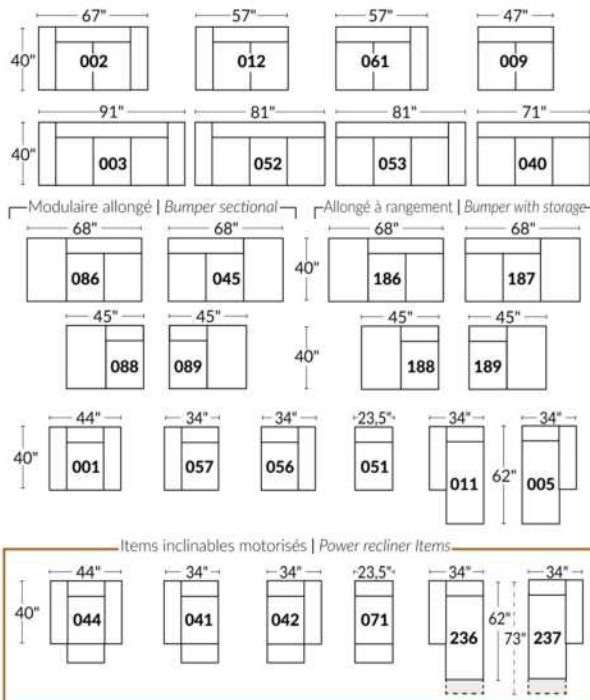 67" 57" 57" 47"
40" 002 012 061 009
91" 81" 81" 71"
40" 003 052 053 040
Modulaire allongé | Bumper sectional Allongé à rangement | Bumper with storage
68" 68" 68" 68"
086 045 40" 186 187
45" 45" 45" 45"
088 089 40" 188 189
44" 34" 34" 23,5" 34" 34"
40" 001 057 056 051 011 62" 005
Items inclinables motorisés | Power recliner Items
44" 34" 34" 23,5" 34" 34"
40" 044 041 042 071 236 62" 73" 237